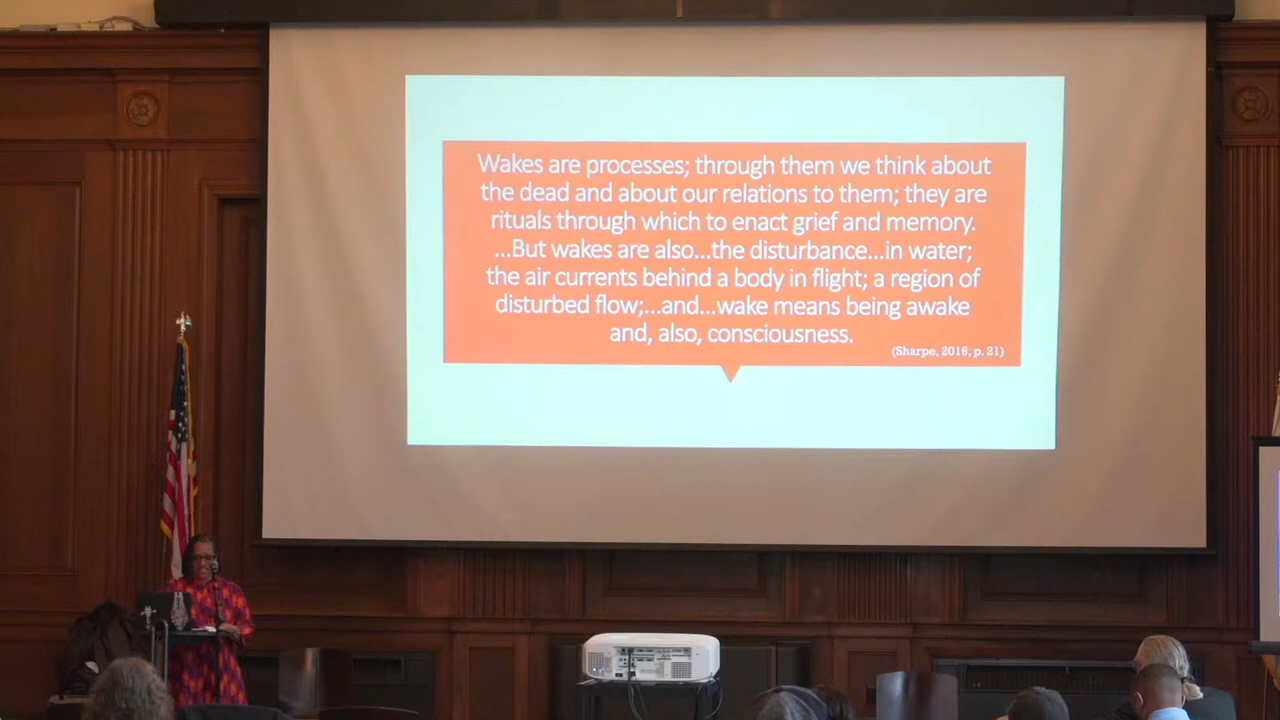 Wakes are processes; through them we think about
the dead and about our relations to them; they are
rituals through which to enact grief and memory.
...But wakes are also...the disturbance...in water;
the air currents behind a body in flight; a region of
disturbed flow;...and...wake means being awake
and, also, consciousness.
(Sharpe, 2016, p. 21)